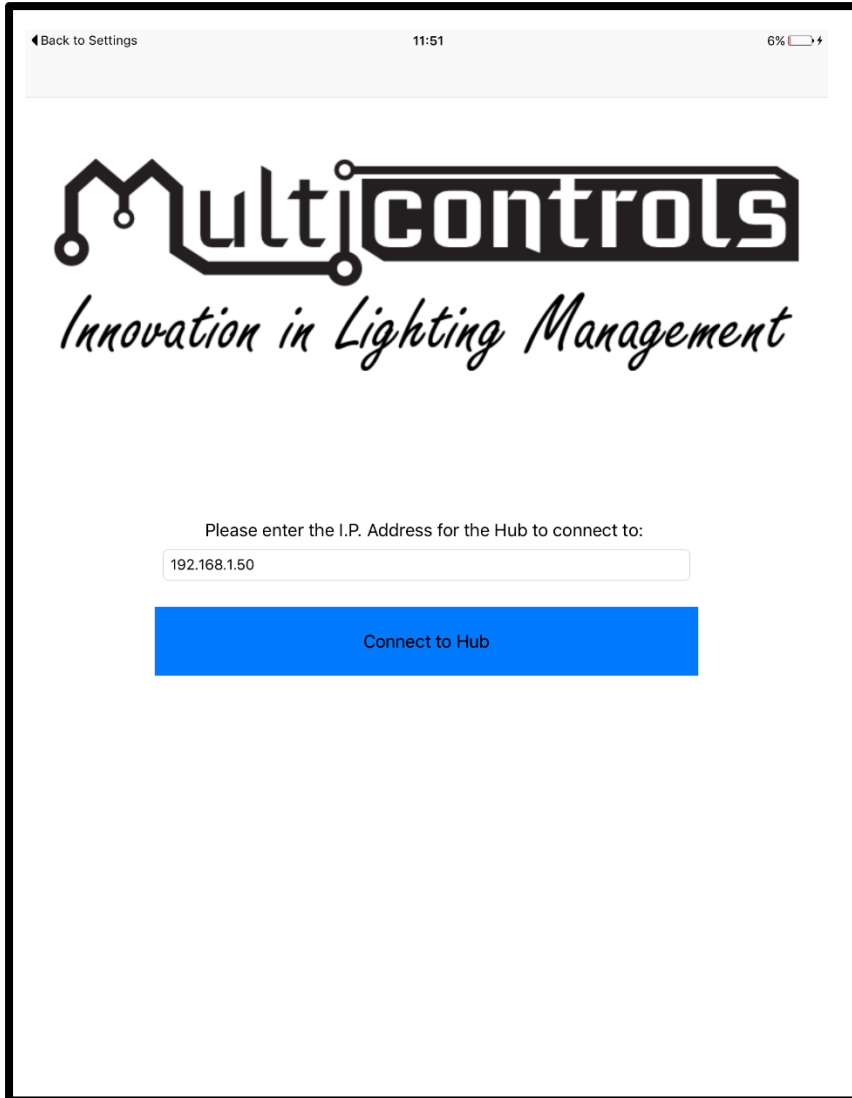 Back to Settings 11:51 6%
Multicontrols
Innovation in Lighting Management
Please enter the I.P. Address for the Hub to connect to:
192.168.1.50
Connect to Hub